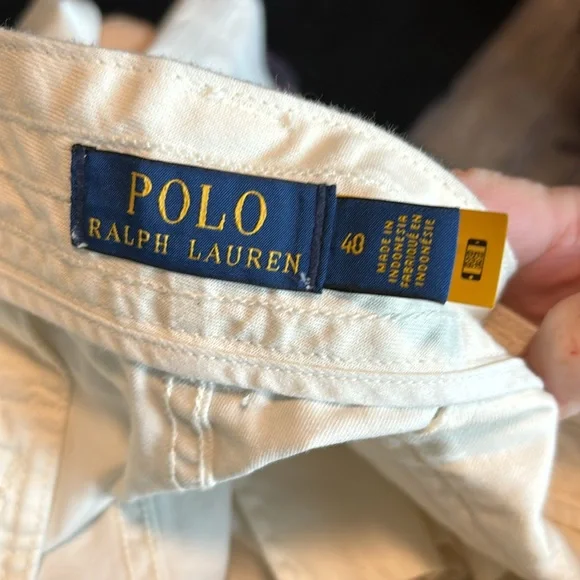 POLO
RALPH LAUREN
40
MADE IN
INDONESIA
FABRIQUÉ EN
INDONÉSIE